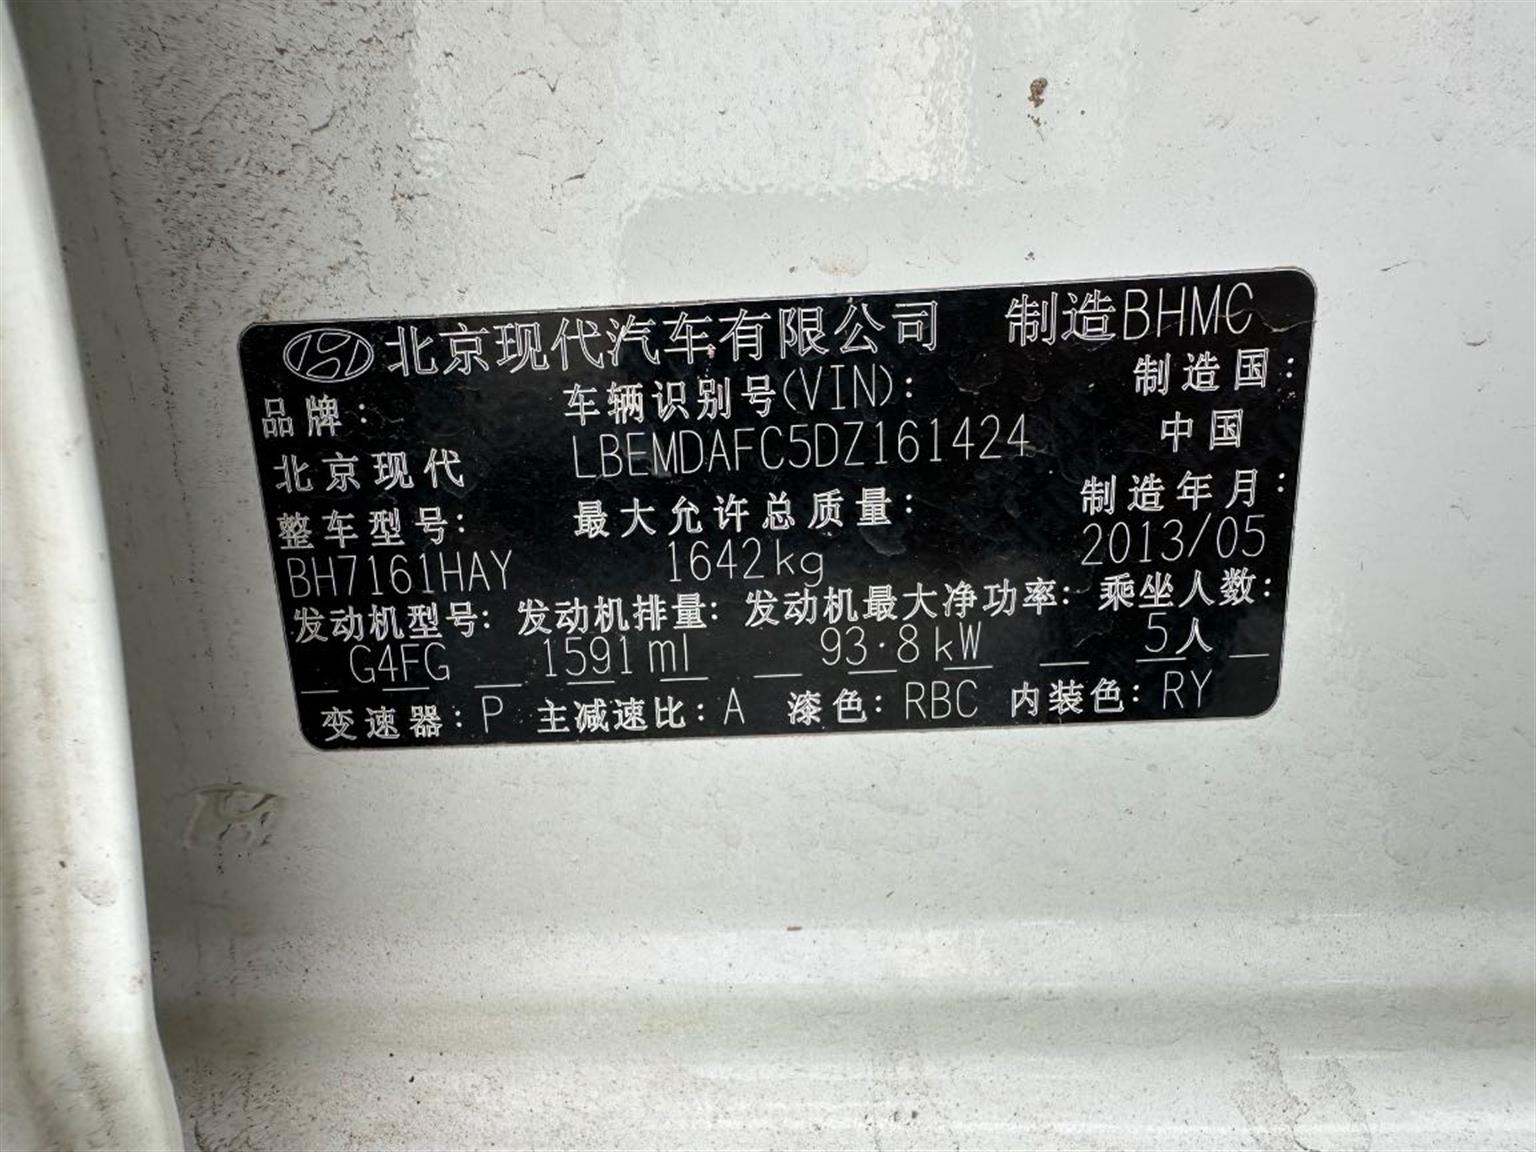 北京现代汽车有限公司 制造BHMC
品牌： 车辆识别号(VIN)： 制造国：
北京现代 LBEMDAFC5DZ161424 中国
整车型号： 最大允许总质量： 制造年月：
BH7161HAY 1642kg 2013/05
发动机型号： 发动机排量： 发动机最大净功率： 乘坐人数：
G4FG 1591ml 93.8kW 5人
变速器：P 主减速比：A 漆色：RBC 内装色：RY